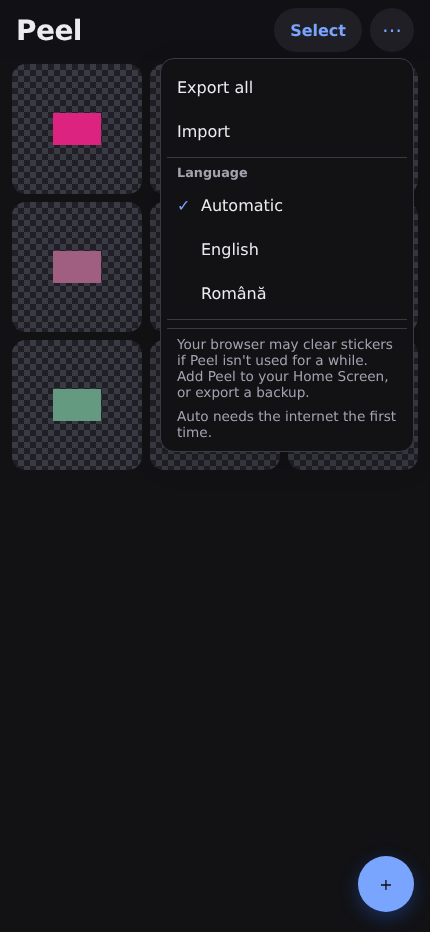 Peel
Select
...
Export all
Import
Language
✓ Automatic
English
Română
Your browser may clear stickers
if Peel isn't used for a while.
Add Peel to your Home Screen,
or export a backup.
Auto needs the internet the first
time.
+